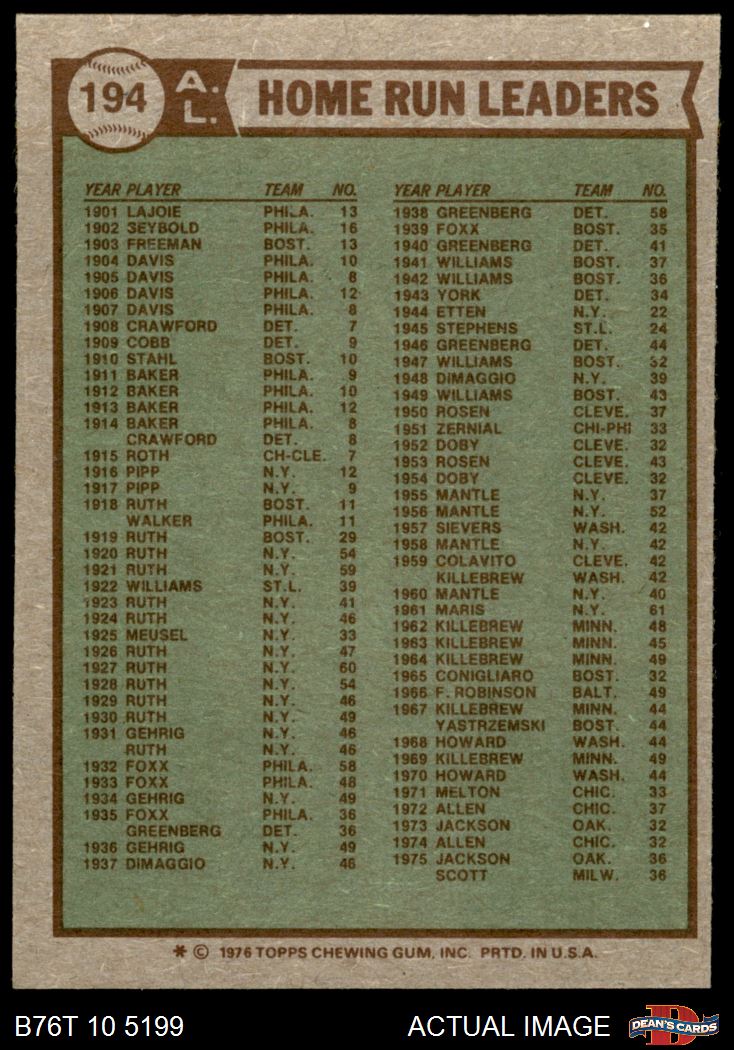 194 A.L. HOME RUN LEADERS
YEAR PLAYER TEAM NO.
1901 LAJOIE PHILA. 13
1902 SEYBOLD PHILA. 16
1903 FREEMAN BOST. 13
1904 DAVIS PHILA. 10
1905 DAVIS PHILA. 8
1906 DAVIS PHILA. 12
1907 DAVIS PHILA. 8
1908 CRAWFORD DET. 7
1909 COBB DET. 9
1910 STAHL BOST. 10
1911 BAKER PHILA. 9
1912 BAKER PHILA. 10
1913 BAKER PHILA. 12
1914 BAKER PHILA. 8
CRAWFORD DET. 8
1915 ROTH CH-CLE. 7
1916 PIPP N.Y. 12
1917 PIPP N.Y. 9
1918 RUTH BOST. 11
WALKER PHILA. 11
1919 RUTH BOST. 29
1920 RUTH N.Y. 54
1921 RUTH N.Y. 59
1922 WILLIAMS ST.L. 39
1923 RUTH N.Y. 41
1924 RUTH N.Y. 46
1925 MEUSEL N.Y. 33
1926 RUTH N.Y. 47
1927 RUTH N.Y. 60
1928 RUTH N.Y. 54
1929 RUTH N.Y. 46
1930 RUTH N.Y. 49
1931 GEHRIG N.Y. 46
RUTH N.Y. 46
1932 FOXX PHILA. 58
1933 FOXX PHILA. 48
1934 GEHRIG N.Y. 49
1935 FOXX PHILA. 36
GREENBERG DET. 36
1936 GEHRIG N.Y. 49
1937 DIMAGGIO N.Y. 46
YEAR PLAYER TEAM NO.
1938 GREENBERG DET. 58
1939 FOXX BOST. 35
1940 GREENBERG DET. 41
1941 WILLIAMS BOST. 37
1942 WILLIAMS BOST. 36
1943 YORK DET. 34
1944 ETTEN N.Y. 22
1945 STEPHENS ST.L. 24
1946 GREENBERG DET. 44
1947 WILLIAMS BOST. 32
1948 DIMAGGIO N.Y. 39
1949 WILLIAMS BOST. 43
1950 ROSEN CLEVE. 37
1951 ZERNIAL CHI-PHI 33
1952 DOBY CLEVE. 32
1953 ROSEN CLEVE. 43
1954 DOBY CLEVE. 32
1955 MANTLE N.Y. 37
1956 MANTLE N.Y. 52
1957 SIEVERS WASH. 42
1958 MANTLE N.Y. 42
1959 COLAVITO CLEVE. 42
KILLEBREW WASH. 42
1960 MANTLE N.Y. 40
1961 MARIS N.Y. 61
1962 KILLEBREW MINN. 48
1963 KILLEBREW MINN. 45
1964 KILLEBREW MINN. 49
1965 CONIGLIARO BOST. 32
1966 F. ROBINSON BALT. 49
1967 KILLEBREW MINN. 44
YASTRZEMSKI BOST. 44
1968 HOWARD WASH. 44
1969 KILLEBREW MINN. 49
1970 HOWARD WASH. 44
1971 MELTON CHIC. 33
1972 ALLEN CHIC. 37
1973 JACKSON OAK. 32
1974 ALLEN CHIC. 32
1975 JACKSON OAK. 36
SCOTT MILW. 36
* © 1976 TOPPS CHEWING GUM, INC. PRTD. IN U.S.A.
B76T 10 5199 ACTUAL IMAGE D DEAN'S CARDS